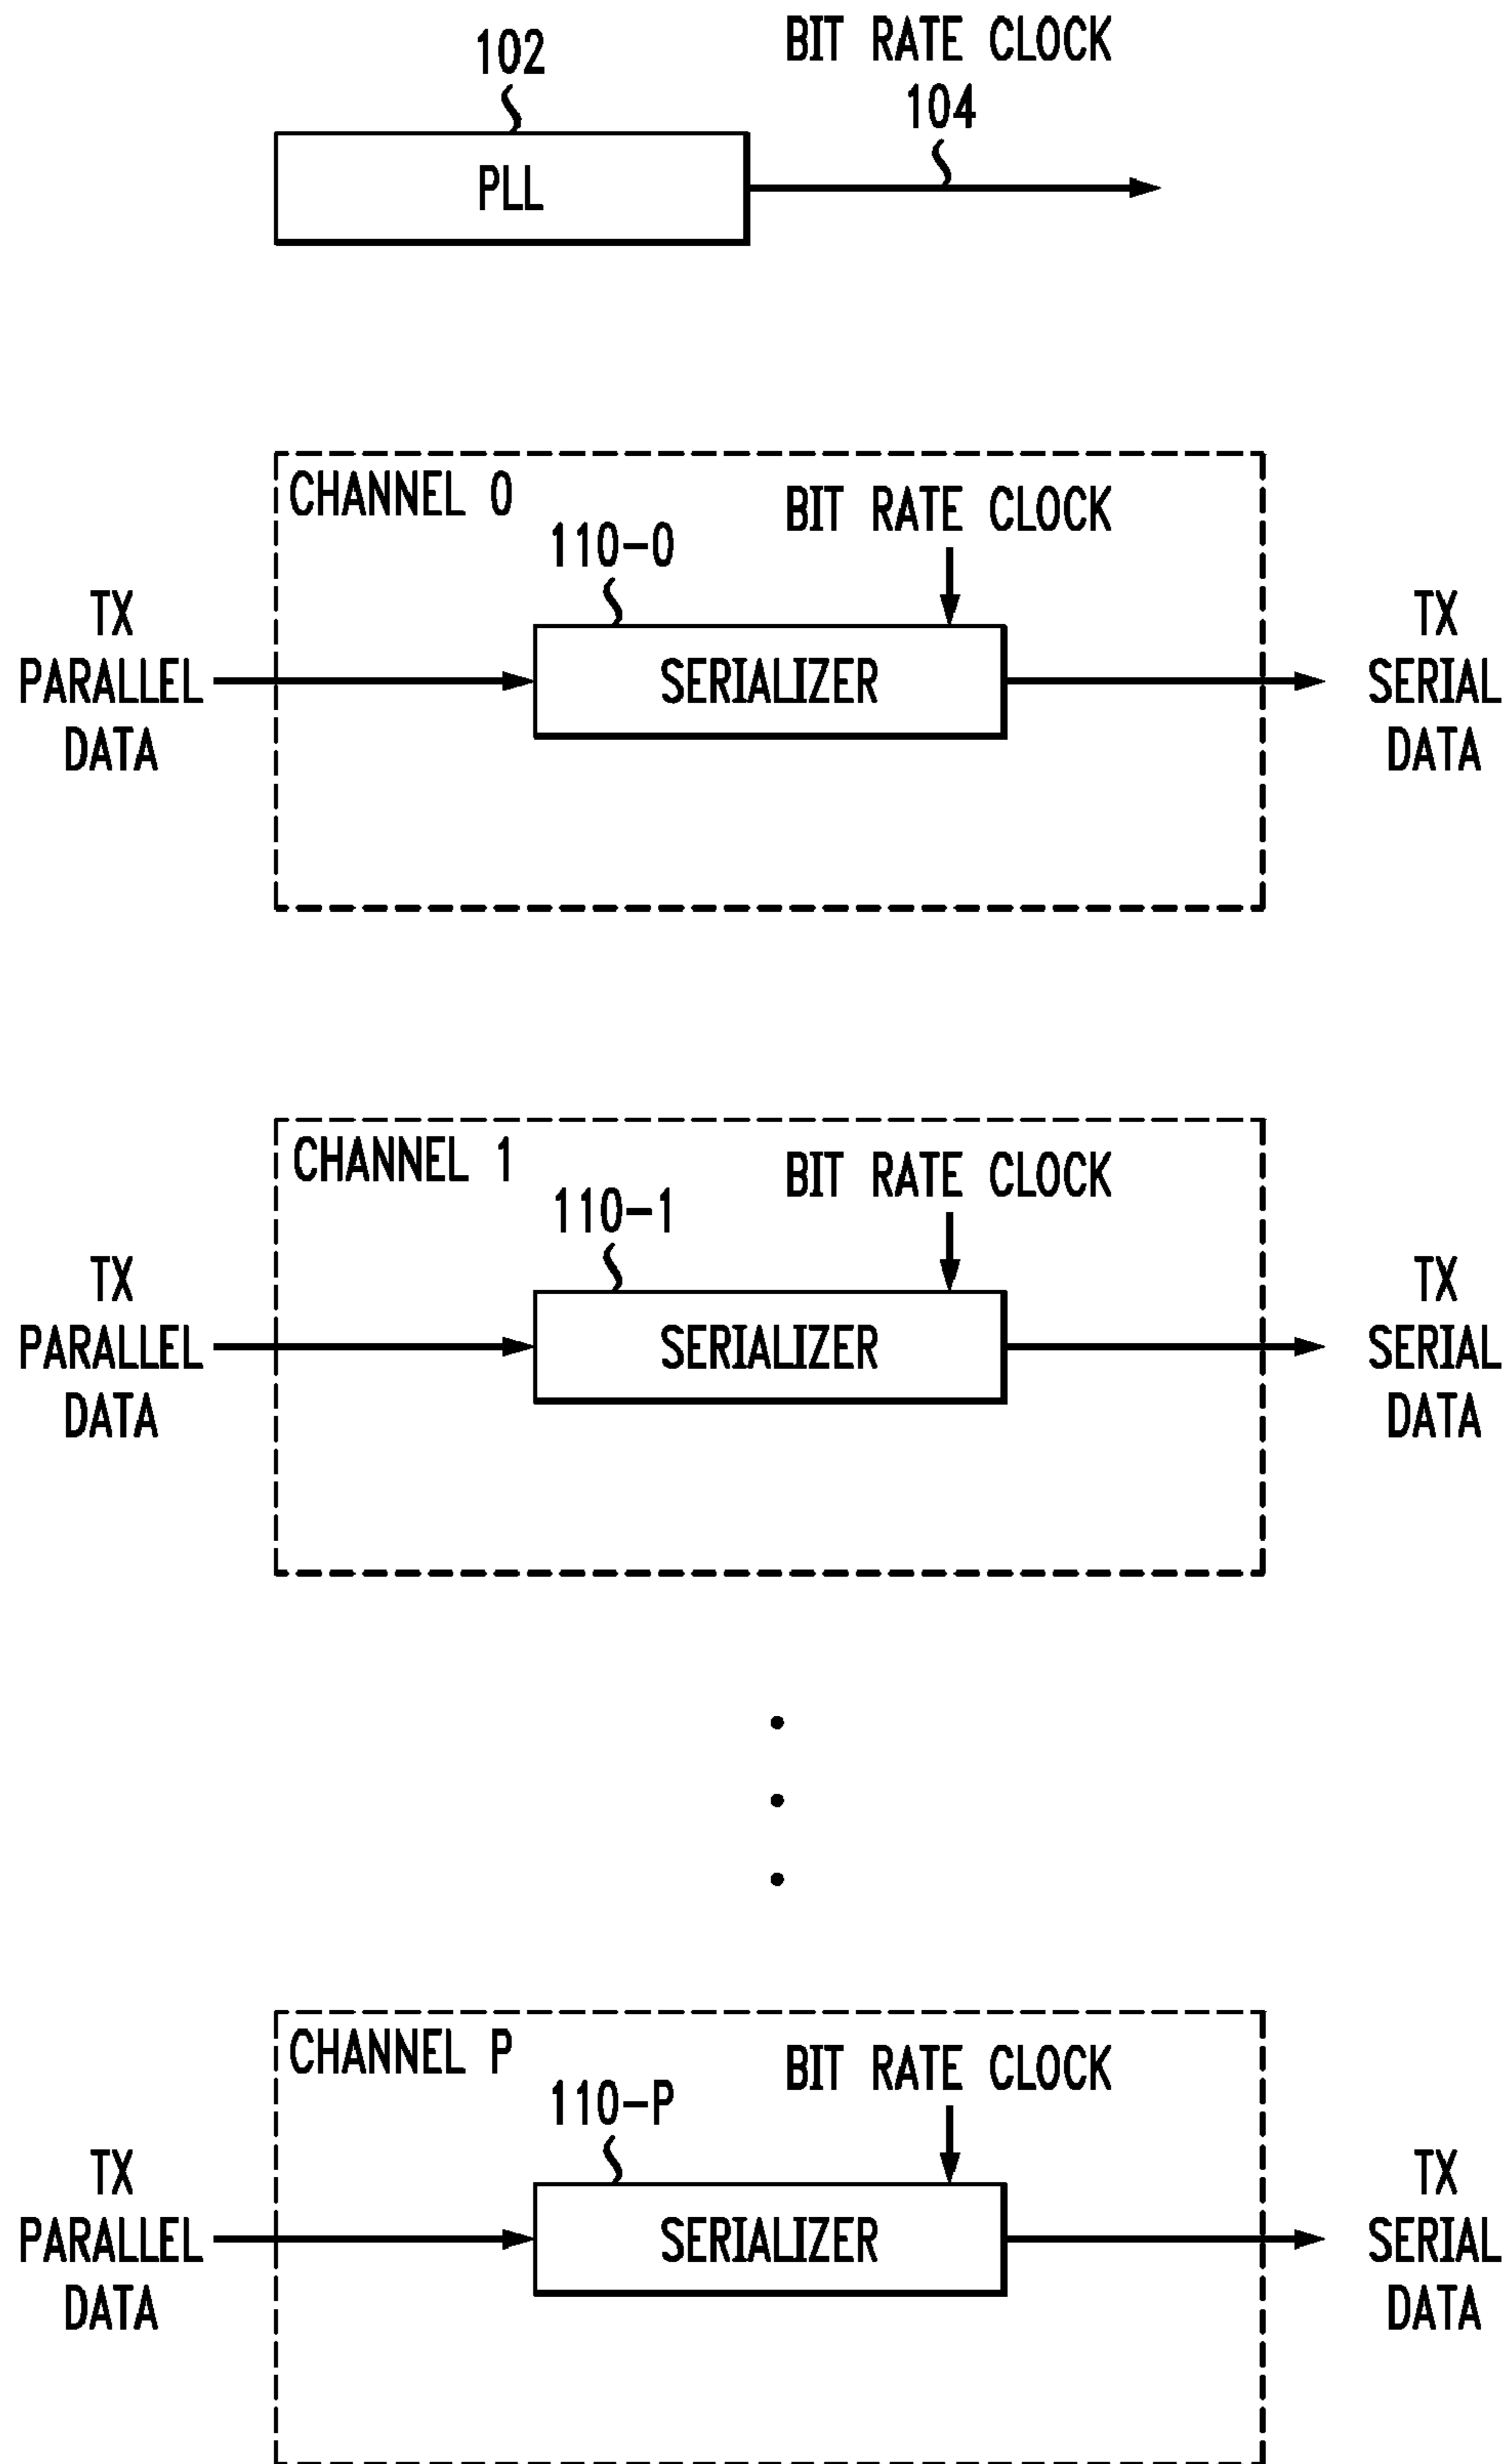 102
BIT RATE CLOCK
104
PLL
CHANNEL 0
110-0
BIT RATE CLOCK
TX
PARALLEL
DATA
SERIALIZER
TX
SERIAL
DATA
CHANNEL 1
110-1
BIT RATE CLOCK
TX
PARALLEL
DATA
SERIALIZER
TX
SERIAL
DATA
CHANNEL P
110-P
BIT RATE CLOCK
TX
PARALLEL
DATA
SERIALIZER
TX
SERIAL
DATA